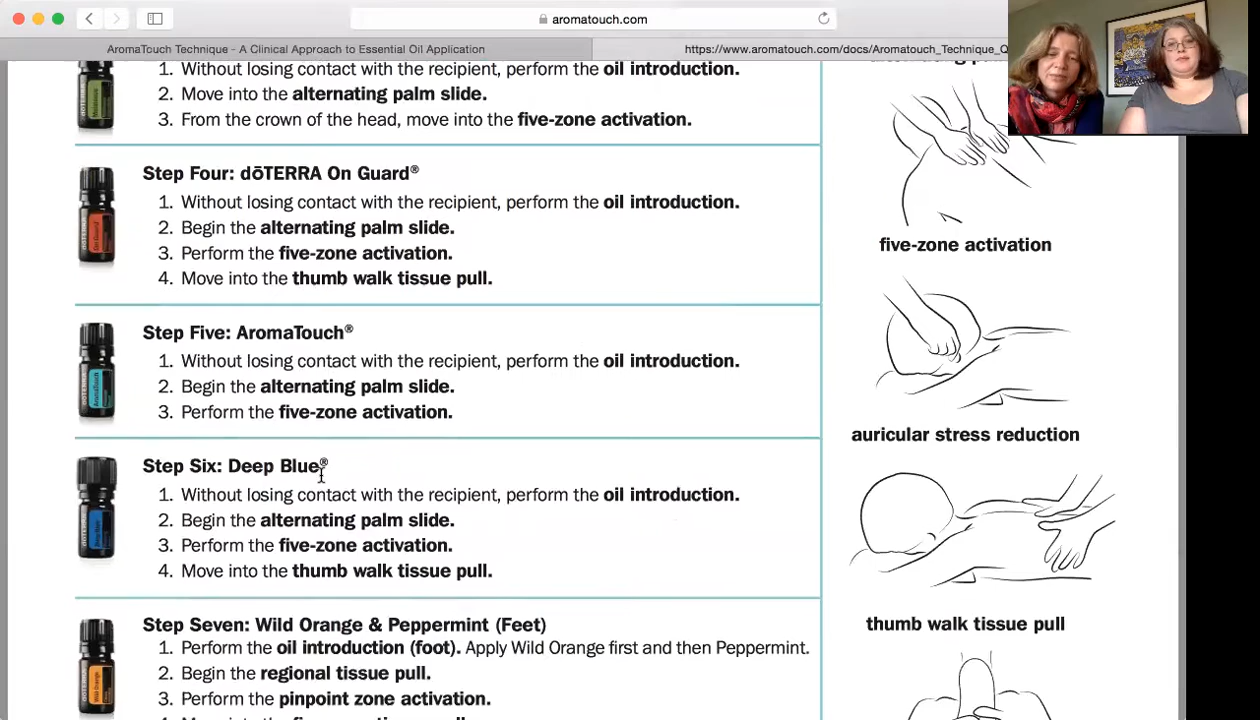 aromatouch.com
AromaTouch Technique - A Clinical Approach to Essential Oil Application
https://www.aromatouch.com/docs/Aromatouch_Technique_Q
1. Without losing contact with the recipient, perform the oil introduction.
2. Move into the alternating palm slide.
3. From the crown of the head, move into the five-zone activation.
Step Four: dōTERRA On Guard®
1. Without losing contact with the recipient, perform the oil introduction.
2. Begin the alternating palm slide.
3. Perform the five-zone activation.
4. Move into the thumb walk tissue pull.
Step Five: AromaTouch®
1. Without losing contact with the recipient, perform the oil introduction.
2. Begin the alternating palm slide.
3. Perform the five-zone activation.
Step Six: Deep Blue®
1. Without losing contact with the recipient, perform the oil introduction.
2. Begin the alternating palm slide.
3. Perform the five-zone activation.
4. Move into the thumb walk tissue pull.
Step Seven: Wild Orange & Peppermint (Feet)
1. Perform the oil introduction (foot). Apply Wild Orange first and then Peppermint.
2. Begin the regional tissue pull.
3. Perform the pinpoint zone activation.
five-zone activation
auricular stress reduction
thumb walk tissue pull